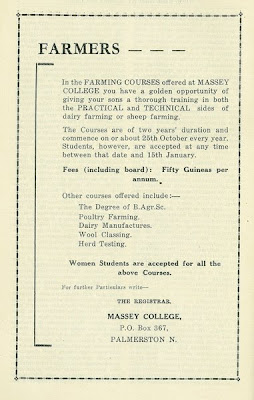 FARMERS — — —
In the FARMING COURSES offered at MASSEY
COLLEGE you have a golden opportunity of
giving your sons a thorough training in both
the PRACTICAL and TECHNICAL sides of
dairy farming or sheep farming.
The Courses are of two years' duration and
commence on or about 25th October every year.
Students, however, are accepted at any time
between that date and 15th January.
Fees (including board): Fifty Guineas per
annum.
Other courses offered include:—
The Degree of B.Agr.Sc.
Poultry Farming.
Dairy Manufactures.
Wool Classing.
Herd Testing.
Women Students are accepted for all the
above Courses.
For further Particulars write—
THE REGISTRAR,
MASSEY COLLEGE,
P.O. Box 367,
PALMERSTON N.